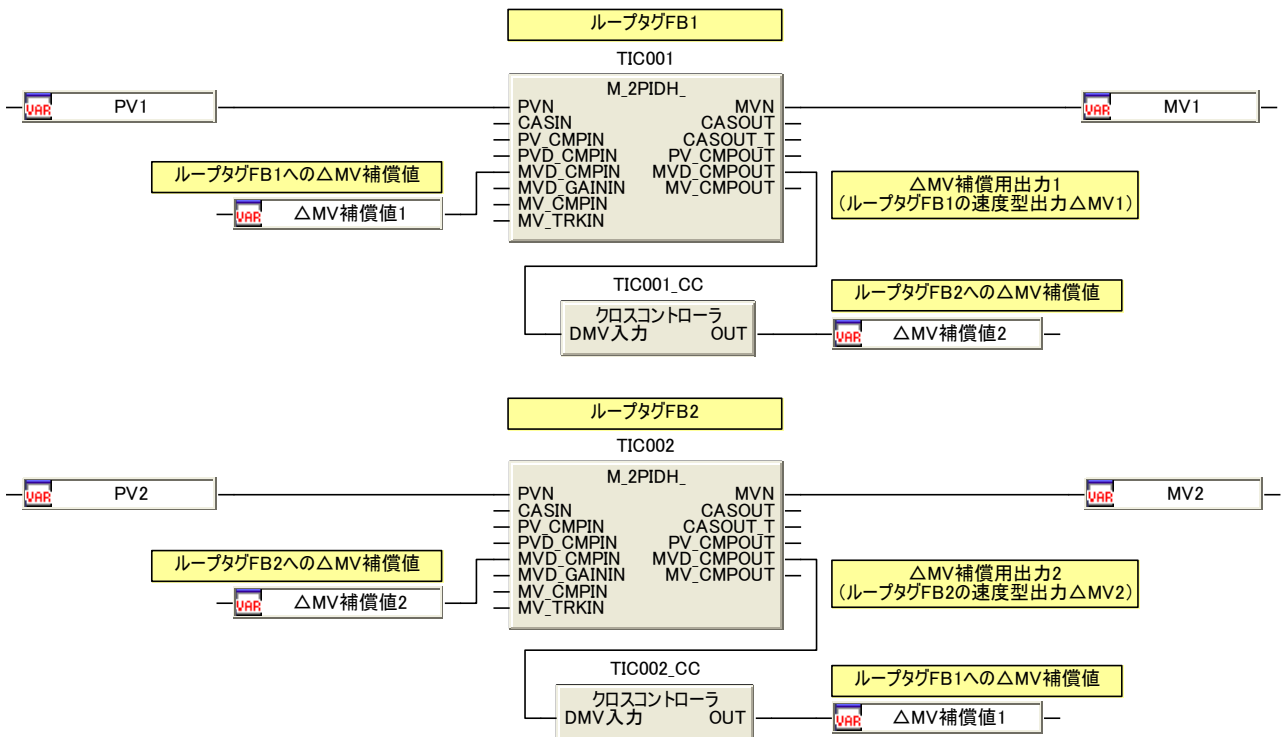 ループタグFB1
TIC001
M_2PIDH_
PVN
MVN
CASIN
CASOUT
PV_CMPIN
CASOUT_T
PVD_CMPIN
PV_CMPOUT
MVD_CMPIN
MVD_CMPOUT
MVD_GAININ
MV_CMPOUT
MV_CMPIN
MV_TRKIN
VAR
PV1
VAR
MV1
ループタグFB1への△MV補償値
VAR
△MV補償値1
△MV補償用出力1
(ループタグFB1の速度型出力△MV1)
TIC001_CC
クロスコントローラ
DMV入力
OUT
ループタグFB2への△MV補償値
VAR
△MV補償値2
ループタグFB2
TIC002
M_2PIDH_
PVN
MVN
CASIN
CASOUT
PV_CMPIN
CASOUT_T
PVD_CMPIN
PV_CMPOUT
MVD_CMPIN
MVD_CMPOUT
MVD_GAININ
MV_CMPOUT
MV_CMPIN
MV_TRKIN
VAR
PV2
VAR
MV2
ループタグFB2への△MV補償値
VAR
△MV補償値2
△MV補償用出力2
(ループタグFB2の速度型出力△MV2)
TIC002_CC
クロスコントローラ
DMV入力
OUT
ループタグFB1への△MV補償値
VAR
△MV補償値1